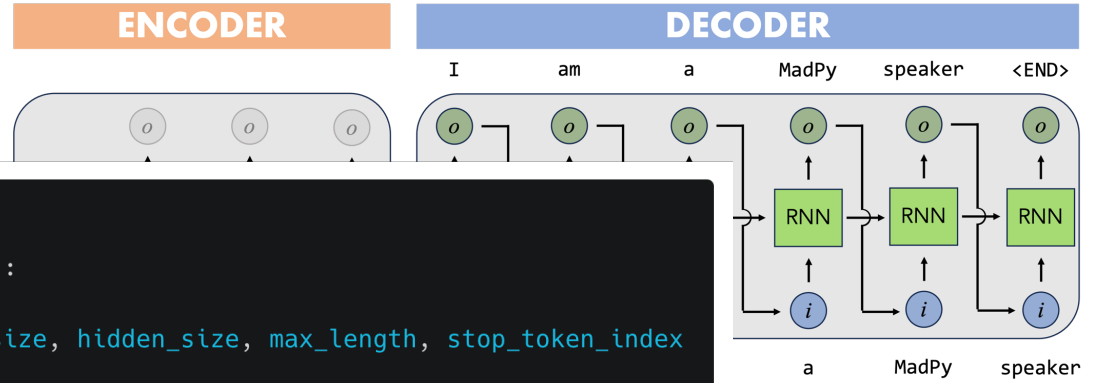 ENCODER DECODER
I am a MadPy speaker <END>
o o o o o o o o o
RNN RNN RNN
:
i i i
ize, hidden_size, max_length, stop_token_index
a MadPy speaker